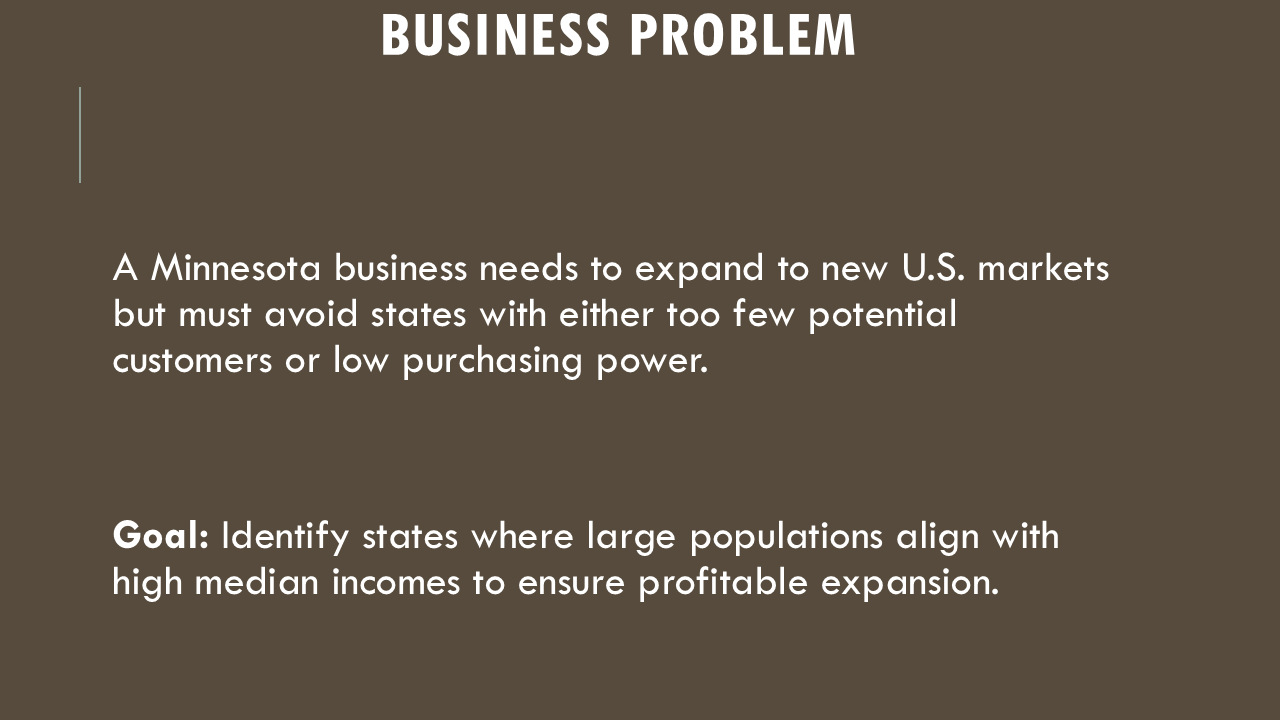 BUSINESS PROBLEM
A Minnesota business needs to expand to new U.S. markets
but must avoid states with either too few potential
customers or low purchasing power.
Goal: Identify states where large populations align with
high median incomes to ensure profitable expansion.